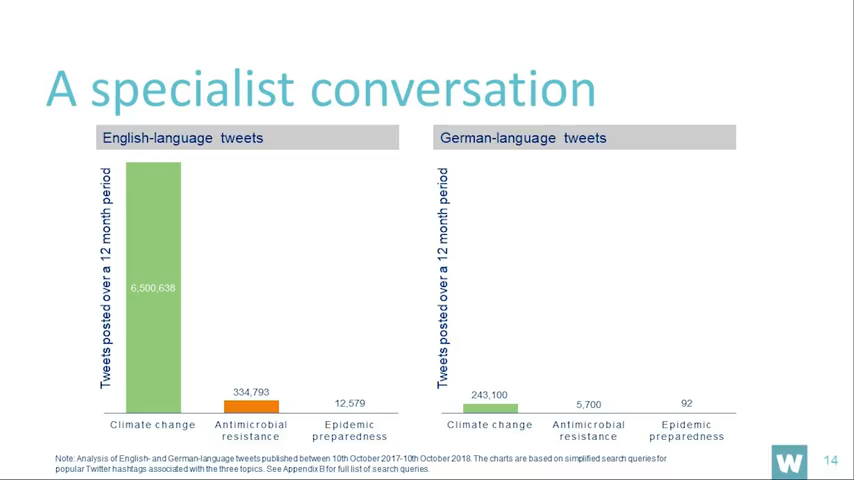 A specialist conversation
English-language tweets
Tweets posted over a 12 month period
6,500,638
334,793
12,579
Climate change
Antimicrobial
resistance
Epidemic
preparedness
German-language tweets
Tweets posted over a 12 month period
243,100
5,700
92
Climate change
Antimicrobial
resistance
Epidemic
preparedness
Note: Analysis of English- and German-language tweets published between 10th October 2017-10th October 2018. The charts are based on simplified search queries for
popular Twitter hashtags associated with the three topics. See Appendix B for full list of search queries.
W
14